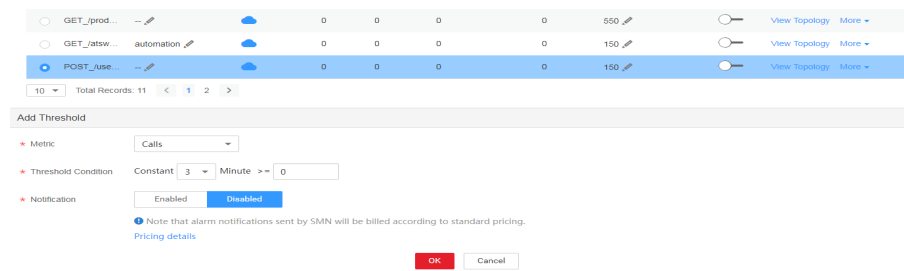 GET_/prod... -- 0 0 0 0 550 View Topology More
GET_/atsw... automation 0 0 0 0 150 View Topology More
POST_/use... -- 0 0 0 0 150 View Topology More
10 Total Records: 11 < 1 2 >
Add Threshold
* Metric Calls
* Threshold Condition Constant 3 Minute >= 0
* Notification Enabled Disabled
Note that alarm notifications sent by SMN will be billed according to standard pricing.
Pricing details
OK Cancel